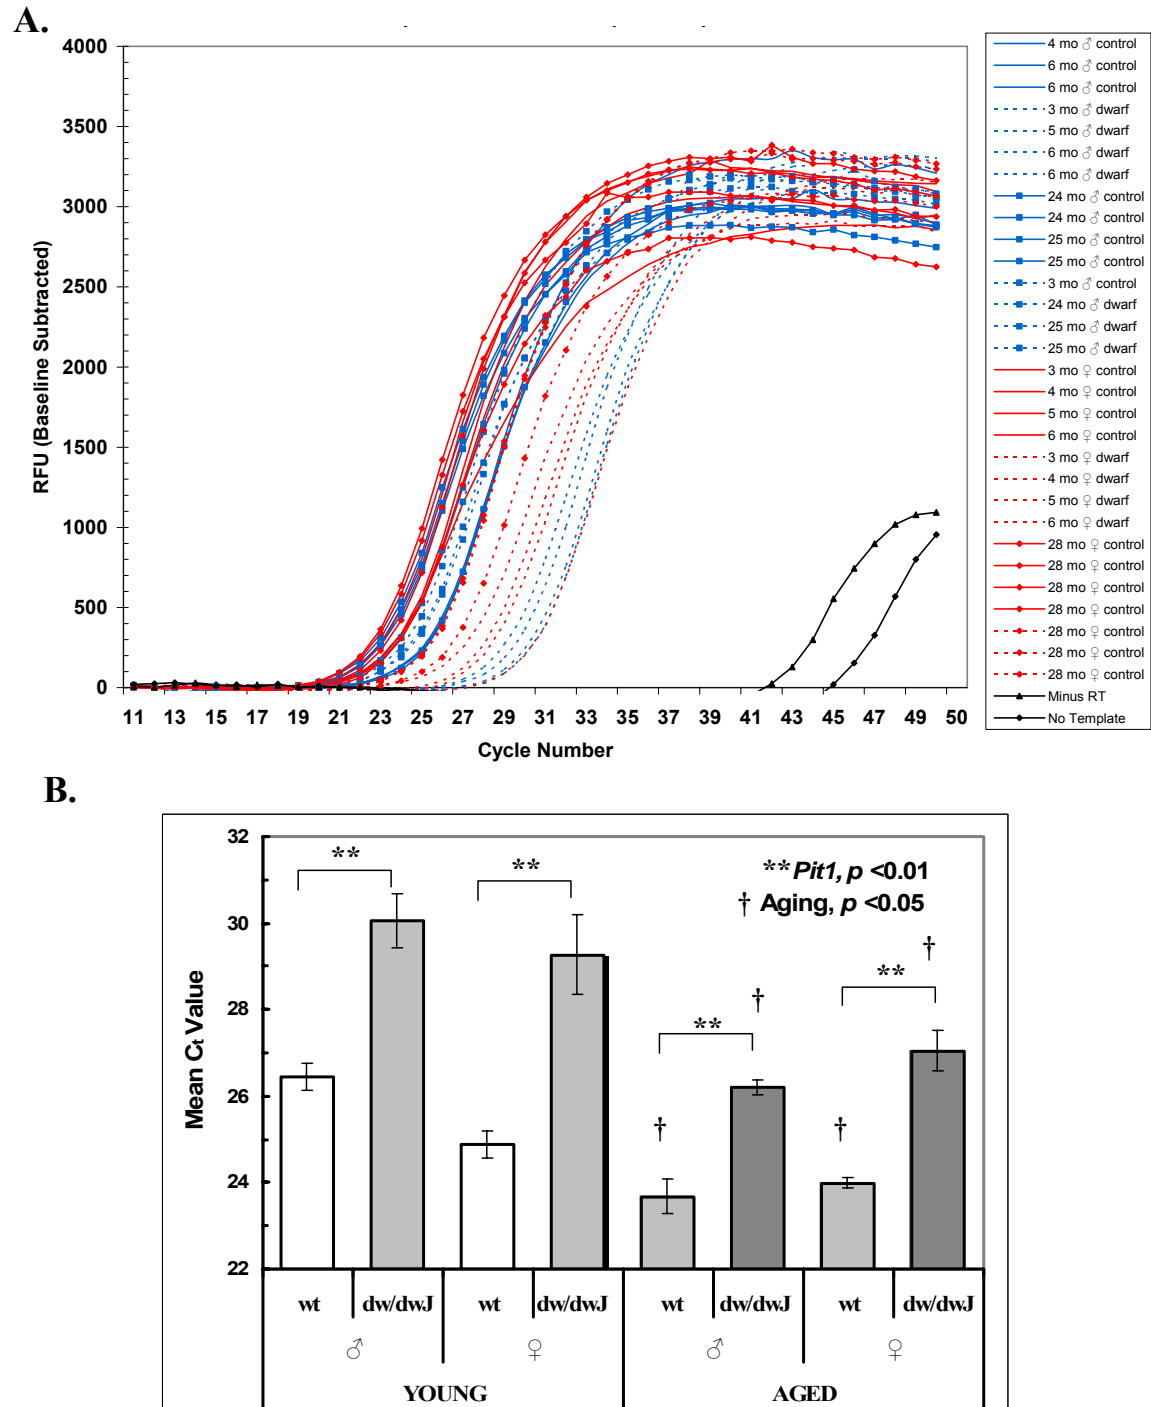 A.
4000
3500
3000
2500
2000
1500
1000
500
0
RFU (Baseline Subtracted)
11 13 15 17 19 21 23 25 27 29 31 33 35 37 39 41 43 45 47 49 50
Cycle Number
4 mo ♂ control
6 mo ♂ control
6 mo ♂ control
3 mo ♂ dwarf
5 mo ♂ dwarf
6 mo ♂ dwarf
6 mo ♂ dwarf
24 mo ♂ control
24 mo ♂ control
25 mo ♂ control
25 mo ♂ control
3 mo ♂ control
24 mo ♂ dwarf
25 mo ♂ dwarf
25 mo ♂ dwarf
3 mo ♀ control
4 mo ♀ control
5 mo ♀ control
6 mo ♀ control
3 mo ♀ dwarf
4 mo ♀ dwarf
5 mo ♀ dwarf
6 mo ♀ dwarf
28 mo ♀ control
28 mo ♀ control
28 mo ♀ control
28 mo ♀ control
28 mo ♀ control
28 mo ♀ control
28 mo ♀ control
Minus RT
No Template
B.
32
30
28
26
24
22
Mean Ct Value
** ** ** **
† † † †
**Pit1, p <0.01
† Aging, p <0.05
wt dw/dwJ wt dw/dwJ wt dw/dwJ wt dw/dwJ
♂ ♀ ♂ ♀
YOUNG AGED